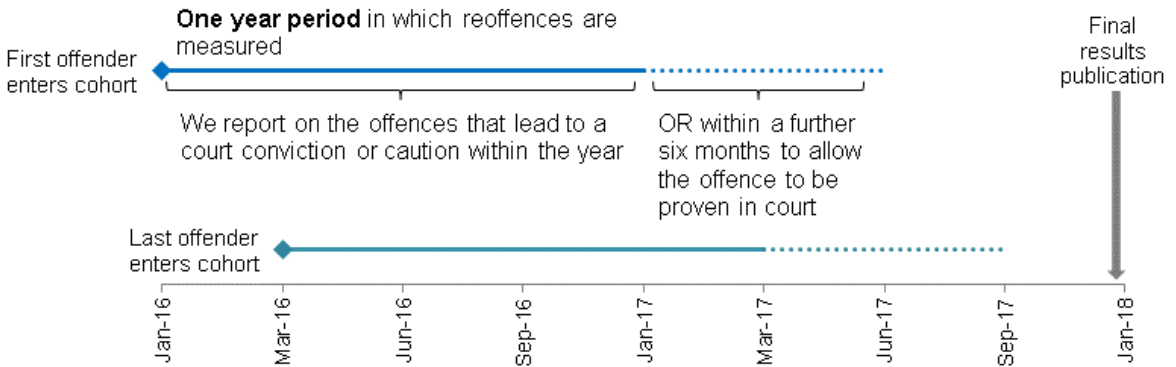 One year period in which reoffences are
measured
First offender
enters cohort
Final
results
publication
We report on the offences that lead to a
court conviction or caution within the year
OR within a further
six months to allow
the offence to be
proven in court
Last offender
enters cohort
Jan-16
Mar-16
Jun-16
Sep-16
Jan-17
Mar-17
Jun-17
Sep-17
Jan-18